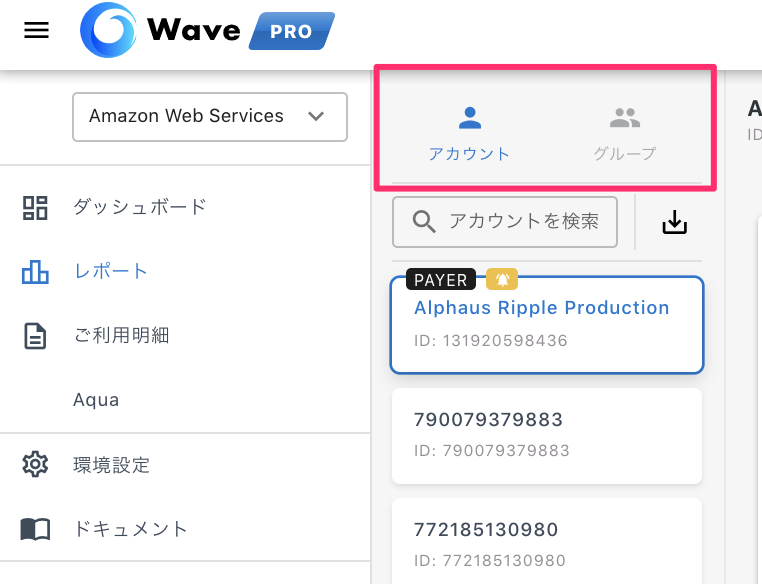 Wave PRO
Amazon Web Services
ダッシュボード
レポート
ご利用明細
Aqua
環境設定
ドキュメント
アカウント
グループ
アカウントを検索
PAYER
Alphaus Ripple Production
ID: 131920598436
790079379883
ID: 790079379883
772185130980
ID: 772185130980
A
ID